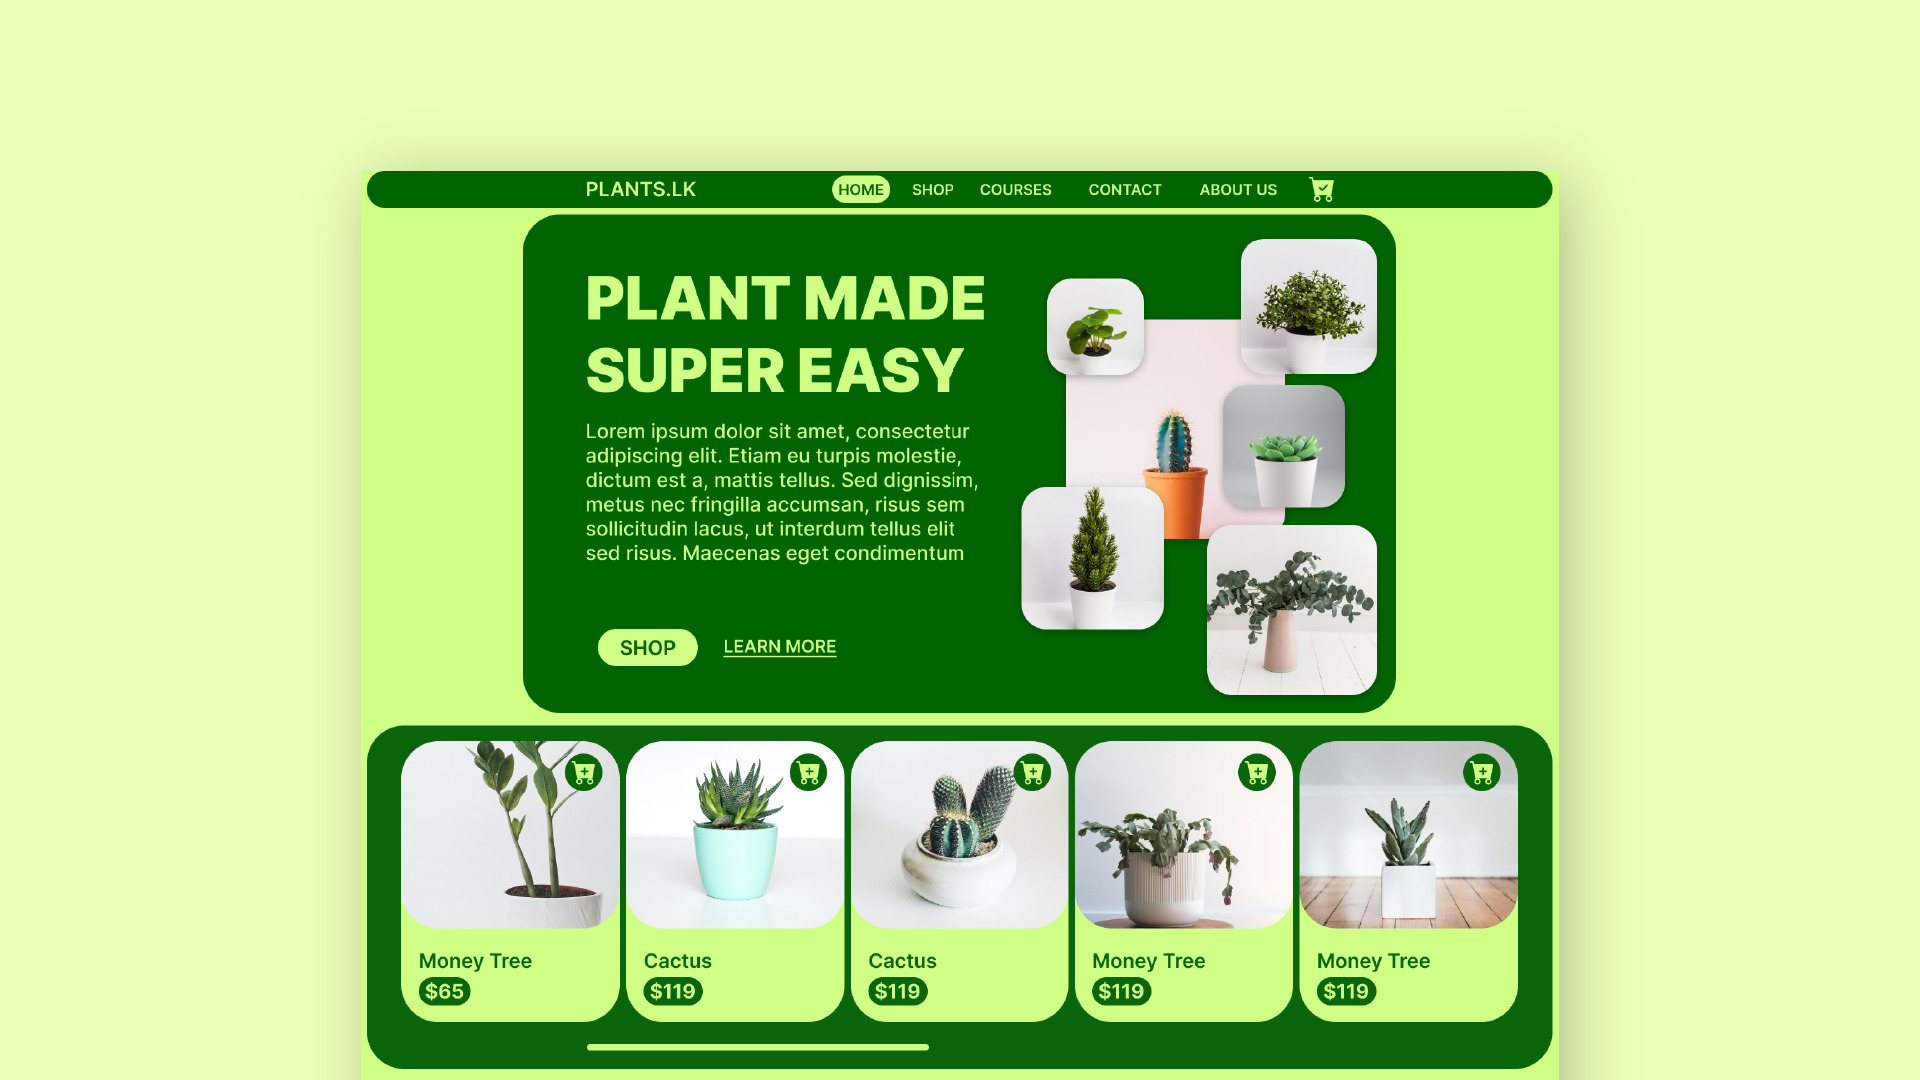 PLANTS.LK
HOME SHOP COURSES CONTACT ABOUT US
PLANT MADE
SUPER EASY
Lorem ipsum dolor sit amet, consectetur
adipiscing elit. Etiam eu turpis molestie,
dictum est a, mattis tellus. Sed dignissim,
metus nec fringilla accumsan, risus sem
sollicitudin lacus, ut interdum tellus elit
sed risus. Maecenas eget condimentum
SHOP
LEARN MORE
Money Tree
$65
Cactus
$119
Cactus
$119
Money Tree
$119
Money Tree
$119